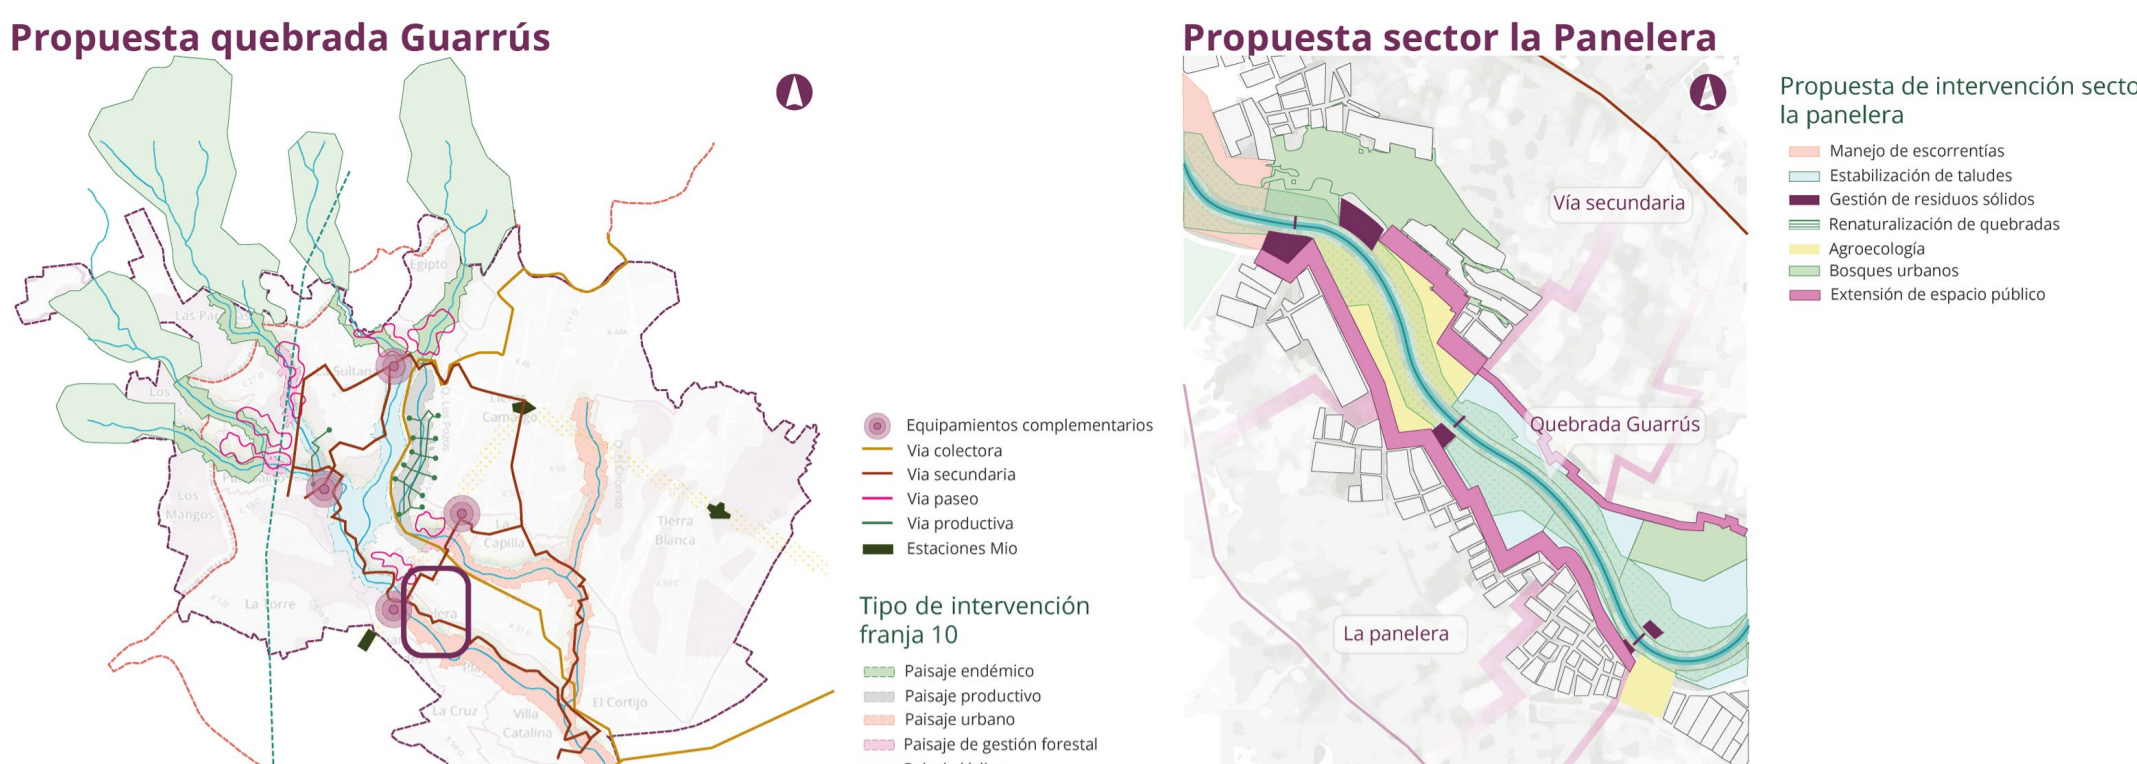 Propuesta quebrada Guarrús
Egipto
La Sultana
Los
Los
Mangos
La Torre
La
Capilla
Tierra
Blanca
La Cruz
Villa
Catalina
El Cortijo
Equipamientos complementarios
Via colectora
Via secundaria
Via paseo
Via productiva
Estaciones Mio
Tipo de intervención
franja 10
Paisaje endémico
Paisaje productivo
Paisaje urbano
Paisaje de gestión forestal
Propuesta sector la Panelera
Vía secundaria
Quebrada Guarrús
La panelera
Propuesta de intervención secto
la panelera
Manejo de escorrentías
Estabilización de taludes
Gestión de residuos sólidos
Renaturalización de quebradas
Agroecología
Bosques urbanos
Extensión de espacio público